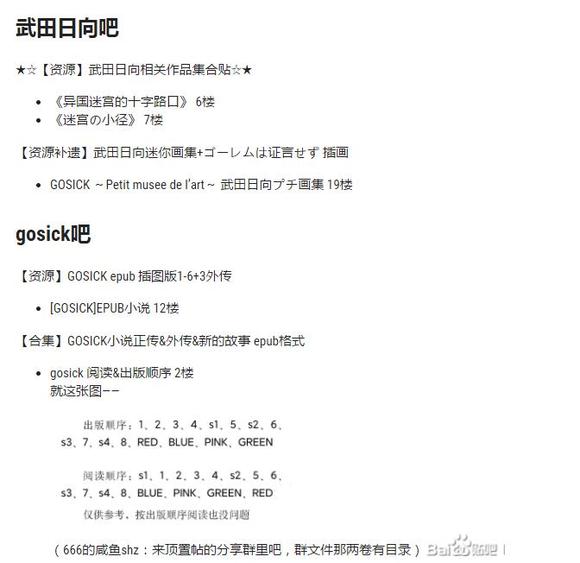 武田日向吧
★☆【资源】武田日向相关作品集合贴☆★
• 《异国迷宫的十字路口》 6楼
• 《迷宫の小径》 7楼
【资源补遗】武田日向迷你画集+ゴーレムは证言せず 插画
• GOSICK ～Petit musee de l'art～ 武田日向プチ画集 19楼
gosick吧
【资源】GOSICK epub 插图版1-6+3外传
• [GOSICK]EPUB小说 12楼
【合集】GOSICK小说正传&外传&新的故事 epub格式
• gosick 阅读&出版顺序 2楼
就这张图——
出版顺序：1、2、3、4、s1、5、s2、6、
s3、7、s4、8、RED、BLUE、PINK、GREEN
阅读顺序：s1、1、2、3、4、s2、5、6、
s3、7、s4、8、BLUE、PINK、GREEN、RED
仅供参考，按出版顺序阅读也没问题
（666的咸鱼shz：来顶置帖的分享群里吧，群文件那两卷有目录）
Baidu贴吧